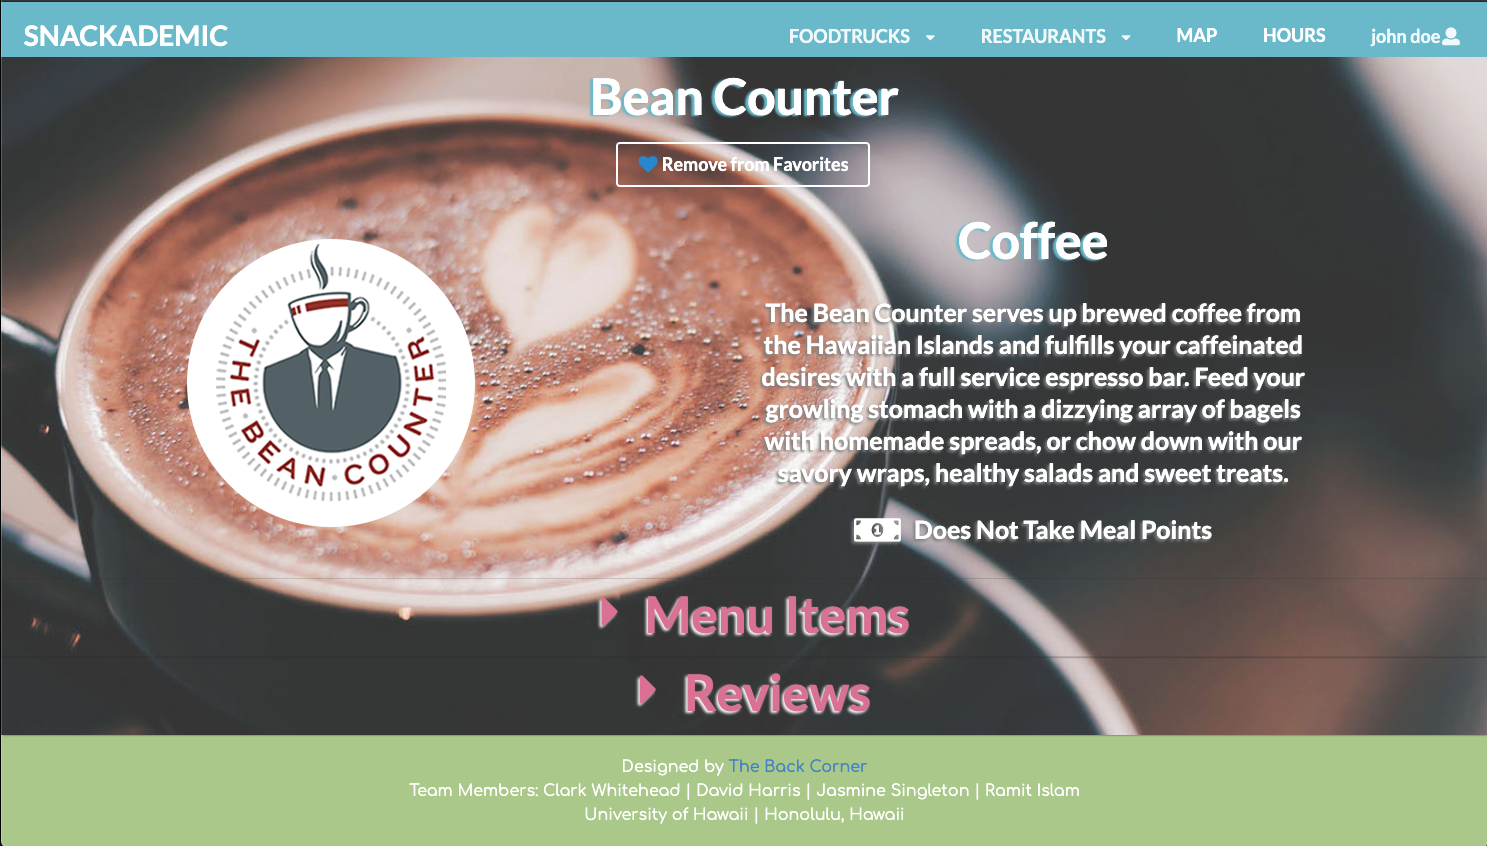 SNACKADEMIC FOODTRUCKS RESTAURANTS MAP HOURS john doe
Bean Counter
Remove from Favorites
THE BEAN COUNTER
Coffee
The Bean Counter serves up brewed coffee from
the Hawaiian Islands and fulfills your caffeinated
desires with a full service espresso bar. Feed your
growling stomach with a dizzying array of bagels
with homemade spreads, or chow down with our
savory wraps, healthy salads and sweet treats.
1 Does Not Take Meal Points
Menu Items
Reviews
Designed by The Back Corner
Team Members: Clark Whitehead | David Harris | Jasmine Singleton | Ramit Islam
University of Hawaii | Honolulu, Hawaii